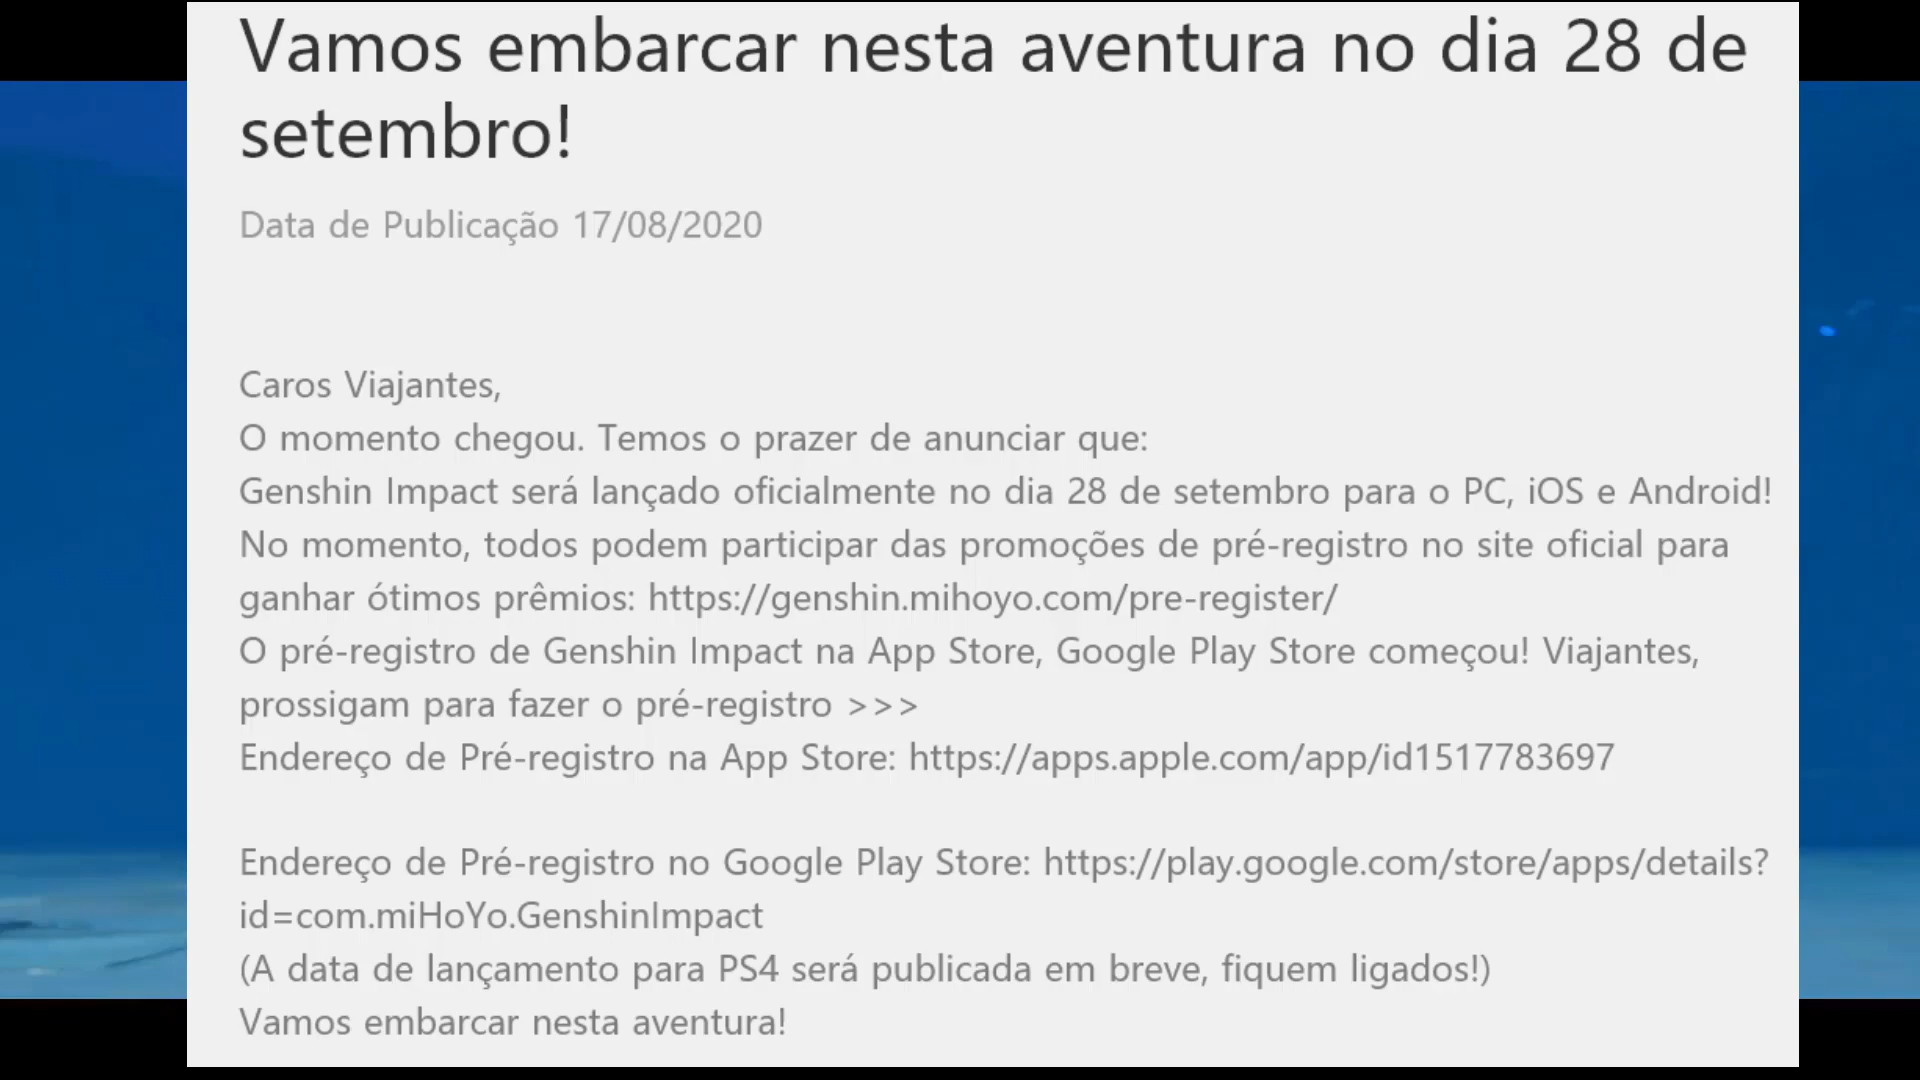 Vamos embarcar nesta aventura no dia 28 de
setembro!
Data de Publicação 17/08/2020
Caros Viajantes,
O momento chegou. Temos o prazer de anunciar que:
Genshin Impact será lançado oficialmente no dia 28 de setembro para o PC, iOS e Android!
No momento, todos podem participar das promoções de pré-registro no site oficial para
ganhar ótimos prêmios: https://genshin.mihoyo.com/pre-register/
O pré-registro de Genshin Impact na App Store, Google Play Store começou! Viajantes,
prossigam para fazer o pré-registro >>>
Endereço de Pré-registro na App Store: https://apps.apple.com/app/id1517783697
Endereço de Pré-registro no Google Play Store: https://play.google.com/store/apps/details?
id=com.miHoYo.GenshinImpact
(A data de lançamento para PS4 será publicada em breve, fiquem ligados!)
Vamos embarcar nesta aventura!